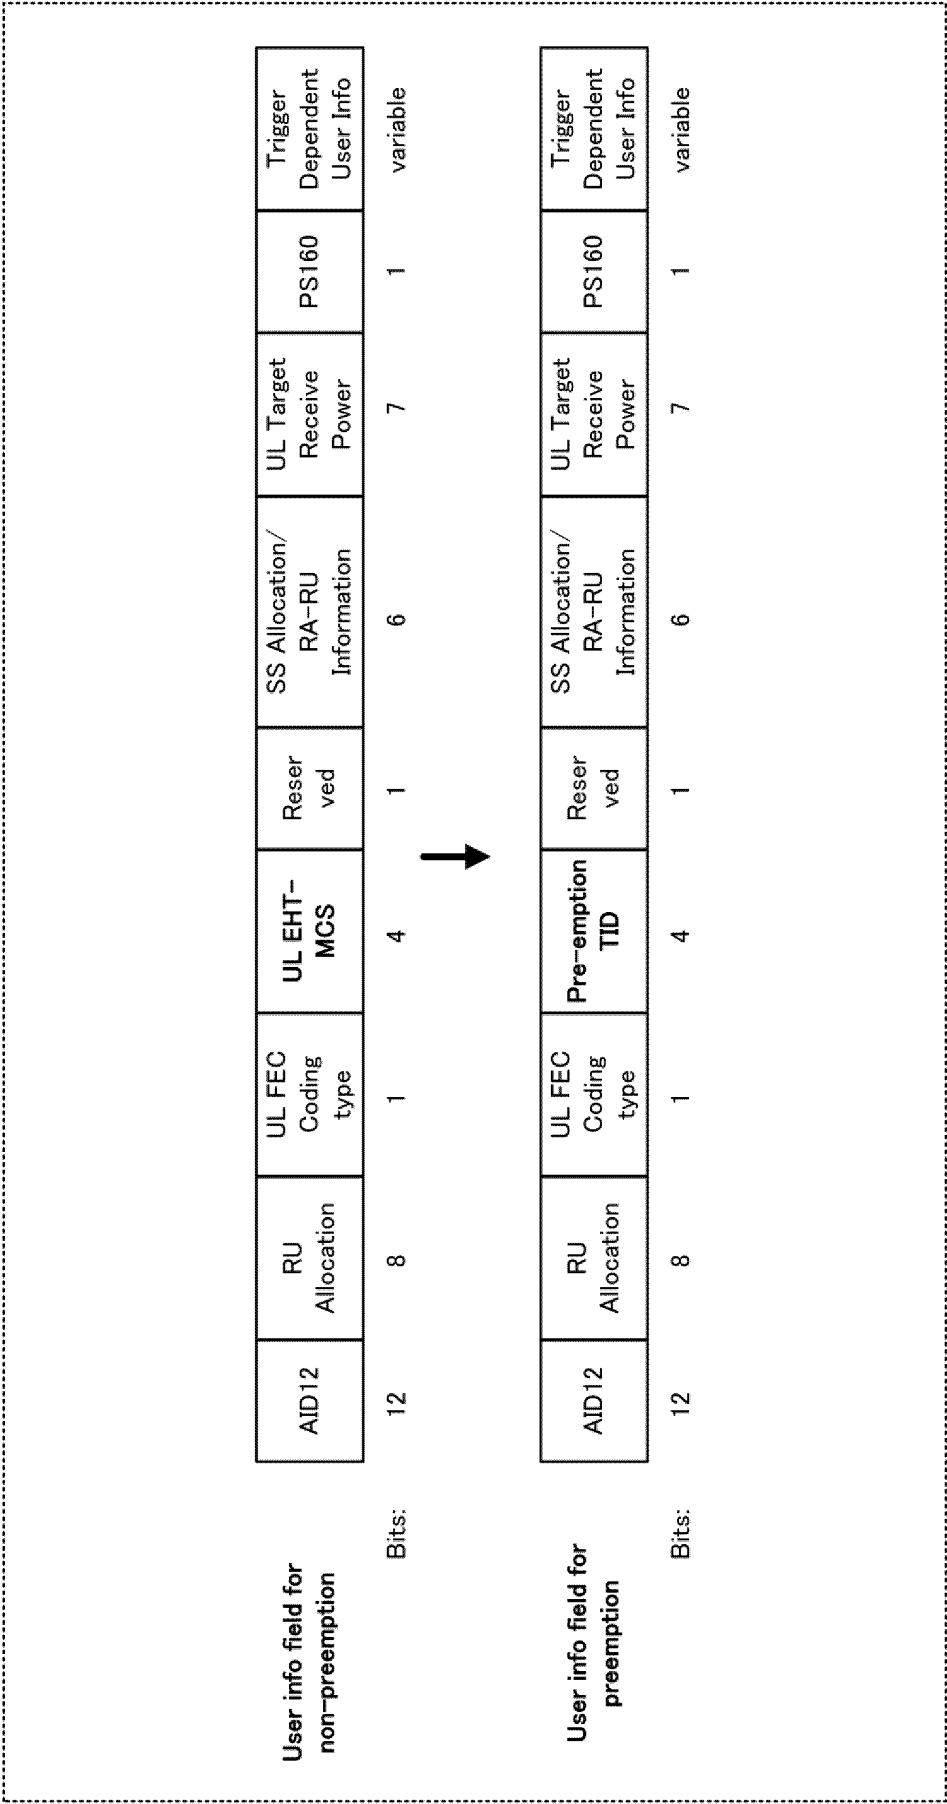 User info field for
non-preemption
AID12
RU
Allocation
UL FEC
Coding
type
UL EHT-
MCS
Reser
ved
SS Allocation/
RA-RU
Information
UL Target
Receive
Power
PS160
Trigger
Dependent
User Info
Bits:
12
8
1
4
1
6
7
1
variable
User info field for
preemption
AID12
RU
Allocation
UL FEC
Coding
type
Pre-emption
TID
Reser
ved
SS Allocation/
RA-RU
Information
UL Target
Receive
Power
PS160
Trigger
Dependent
User Info
Bits:
12
8
1
4
1
6
7
1
variable